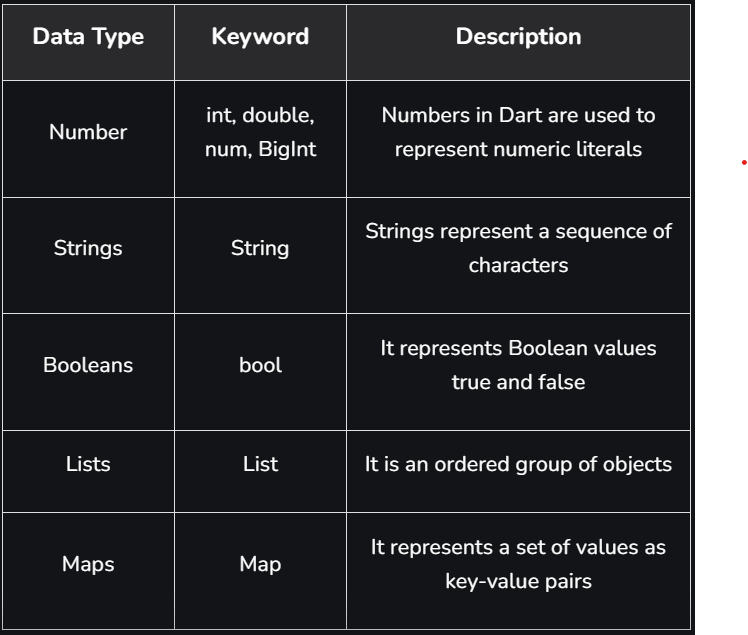 Data Type Keyword Description
Number
int, double,
num, BigInt
Numbers in Dart are used to
represent numeric literals
Strings
String
Strings represent a sequence of
characters
Booleans
bool
It represents Boolean values
true and false
Lists
List
It is an ordered group of objects
Maps
Map
It represents a set of values as
key-value pairs